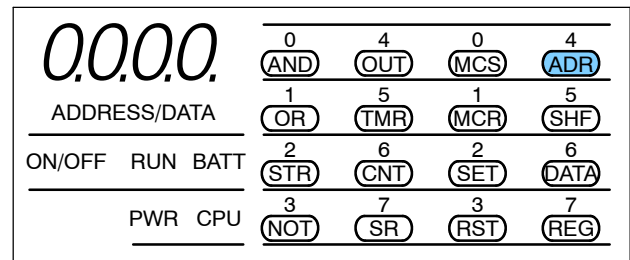 0.0.0.0.
ADDRESS/DATA
ON/OFF RUN BATT
PWR CPU
0 4 0 4
AND OUT MCS ADR
1 5 1 5
OR TMR MCR SHF
2 6 2 6
STR CNT SET DATA
3 7 3 7
NOT SR RST REG